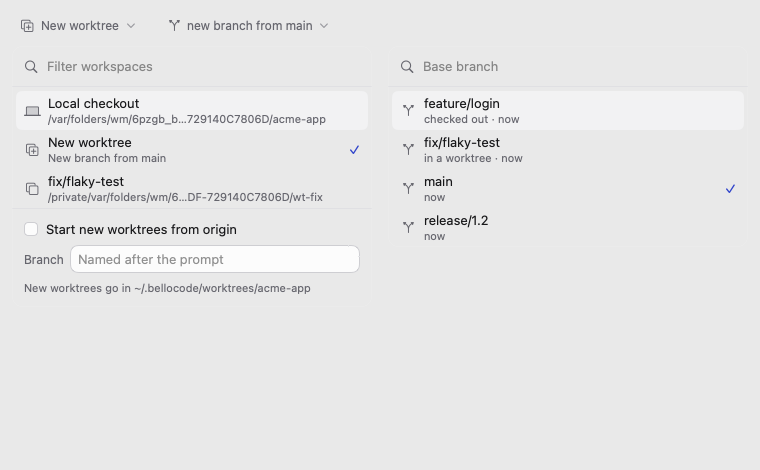 New worktree
new branch from main
Filter workspaces
Local checkout
/var/folders/wm/6pzgb_b...729140C7806D/acme-app
New worktree
New branch from main
fix/flaky-test
/private/var/folders/wm/6...DF-729140C7806D/wt-fix
Start new worktrees from origin
Branch Named after the prompt
New worktrees go in ~/.bellocode/worktrees/acme-app
Base branch
feature/login
checked out · now
fix/flaky-test
in a worktree · now
main
now
release/1.2
now